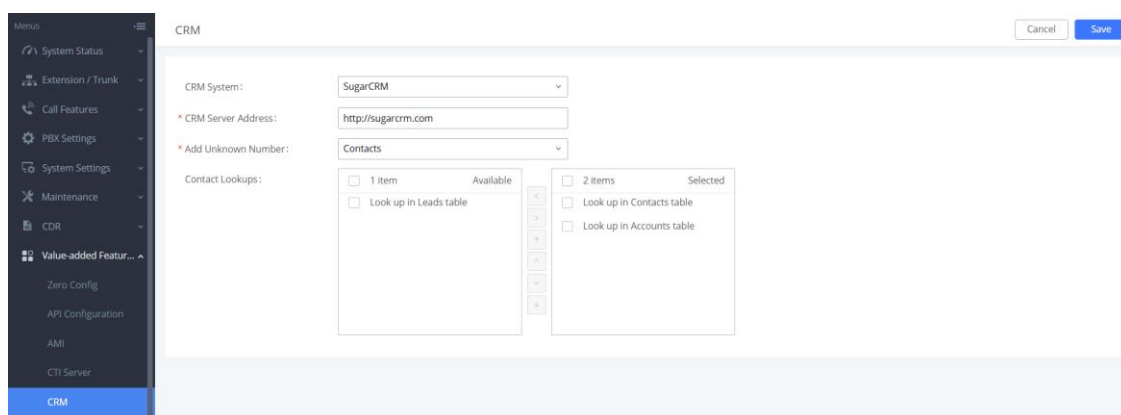 Menus
System Status
Extension / Trunk
Call Features
PBX Settings
System Settings
Maintenance
CDR
Value-added Featur...
Zero Config
API Configuration
AMI
CTI Server
CRM
CRM
Cancel
Save
CRM System:
SugarCRM
* CRM Server Address:
http://sugarcrm.com
* Add Unknown Number:
Contacts
Contact Lookups:
1 item Available
Look up in Leads table
2 items Selected
Look up in Contacts table
Look up in Accounts table